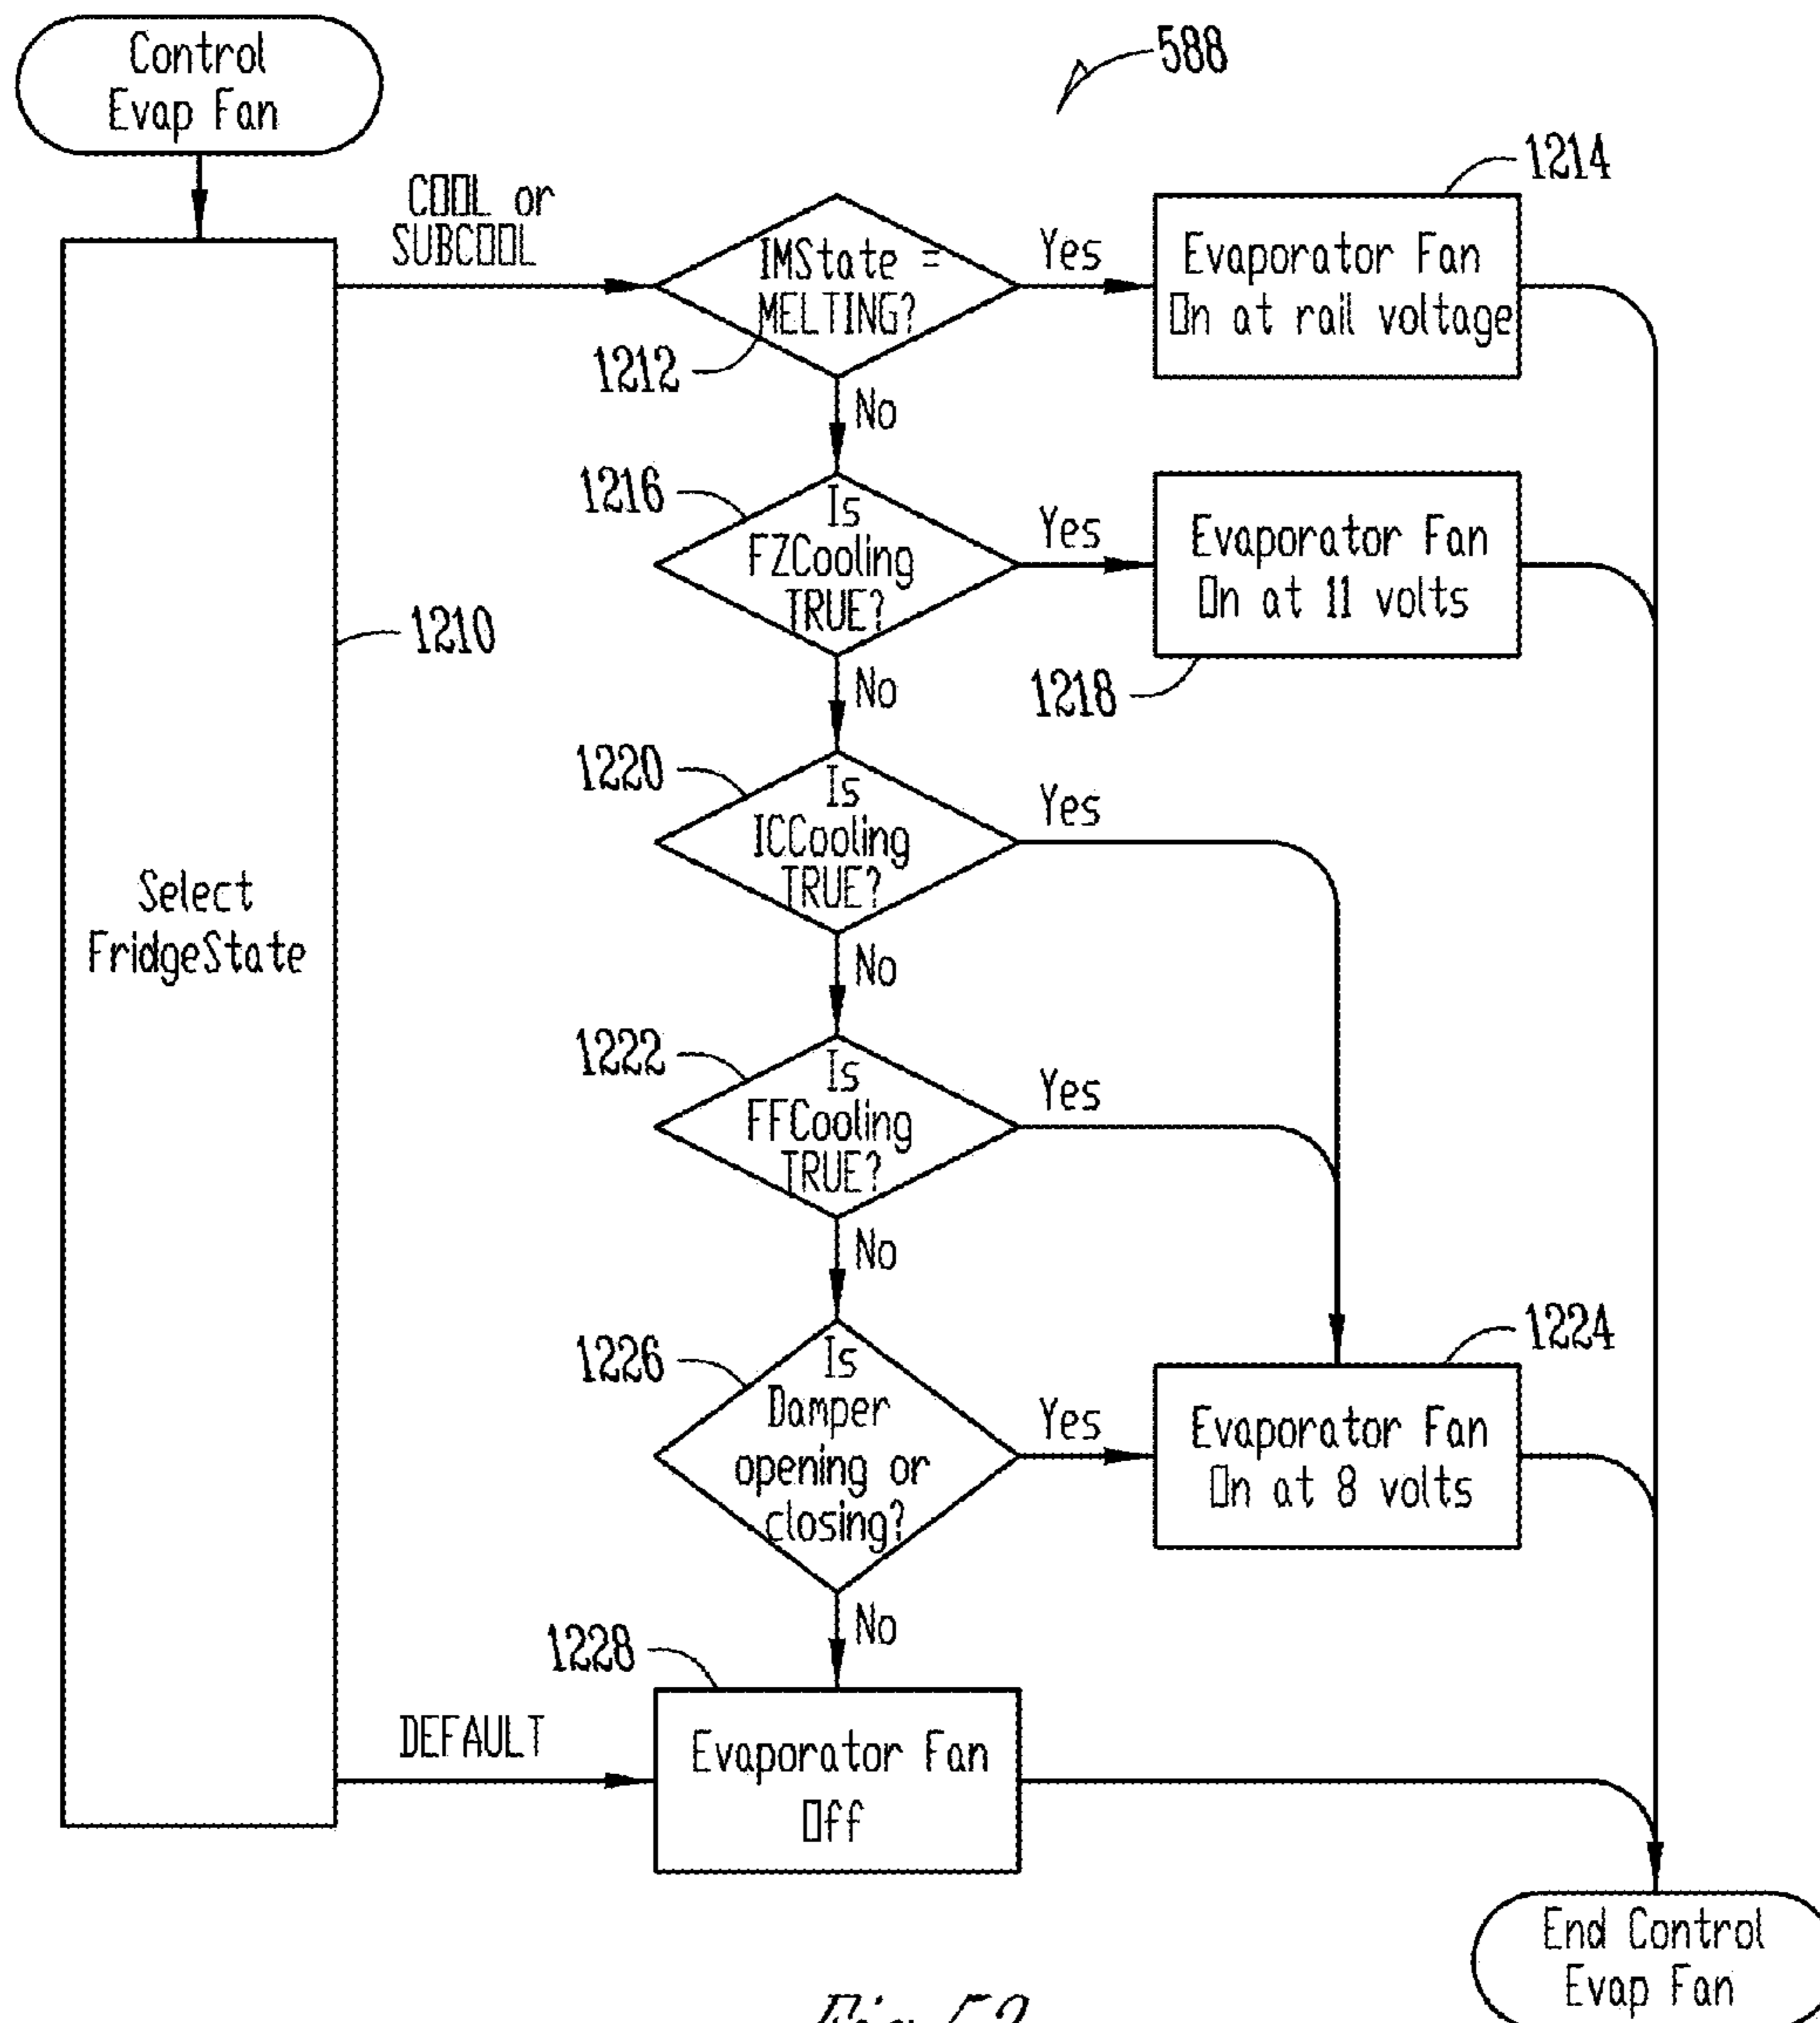 Control
Evap Fan
588
COOL or
SUBCOOL
IMState =
MELTING?
1212
Yes
1214
Evaporator Fan
On at rail voltage
No
1216
Is
FZCooling
TRUE?
Yes
Evaporator Fan
On at 11 volts
1218
1210
No
1220
Is
ICCooling
TRUE?
Yes
Select
FridgeState
No
1222
Is
FFCooling
TRUE?
Yes
No
1226
Is
Damper
opening or
closing?
Yes
1224
Evaporator Fan
On at 8 volts
No
1228
DEFAULT
Evaporator Fan
Off
End Control
Evap Fan